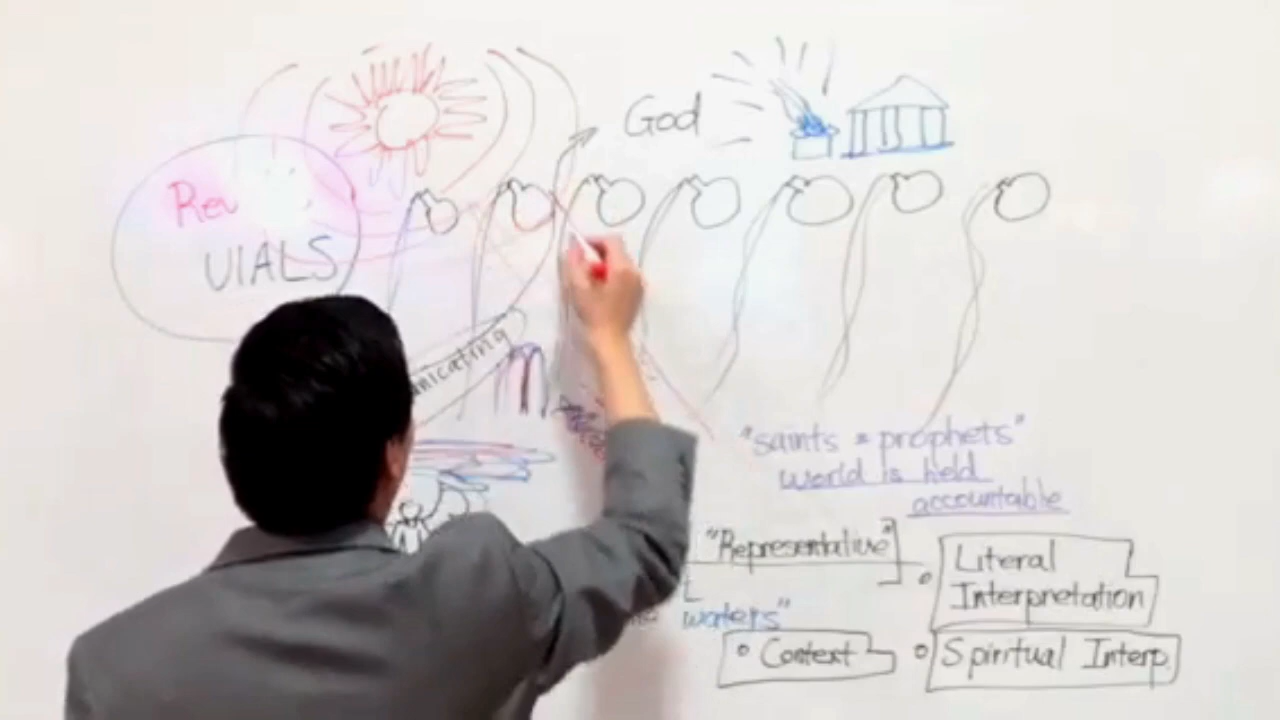 God
Rev
VIALS
"saints = prophets"
world is held
accountable
"Representative"
Literal
Interpretation
waters"
Context
Spiritual Interp.